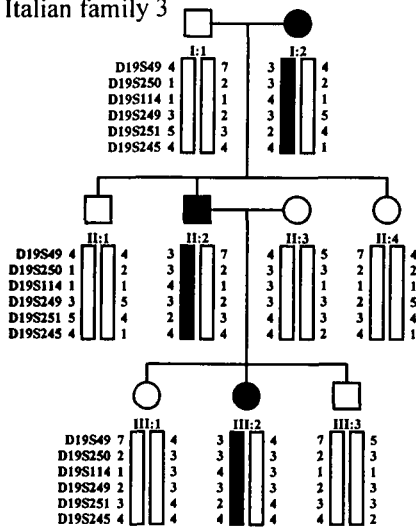 Italian family 3
I:1 I:2
D19S49 4 7 3 4
D19S250 1 2 3 2
D19S114 1 1 4 1
D19S249 3 2 3 5
D19S251 5 3 2 4
D19S245 4 4 4 1
II:1 II:2 II:3 II:4
D19S49 4 4 3 7 4 5 7 4
D19S250 1 2 3 2 3 3 2 2
D19S114 1 1 4 1 3 1 1 1
D19S249 3 5 3 2 3 3 2 5
D19S251 5 4 2 3 4 3 3 4
D19S245 4 1 4 4 4 2 4 1
III:1 III:2 III:3
D19S49 7 4 3 4 7 5
D19S250 2 3 3 3 2 3
D19S114 1 3 4 3 1 1
D19S249 2 3 3 3 2 3
D19S251 3 4 2 4 3 3
D19S245 4 4 4 4 4 2